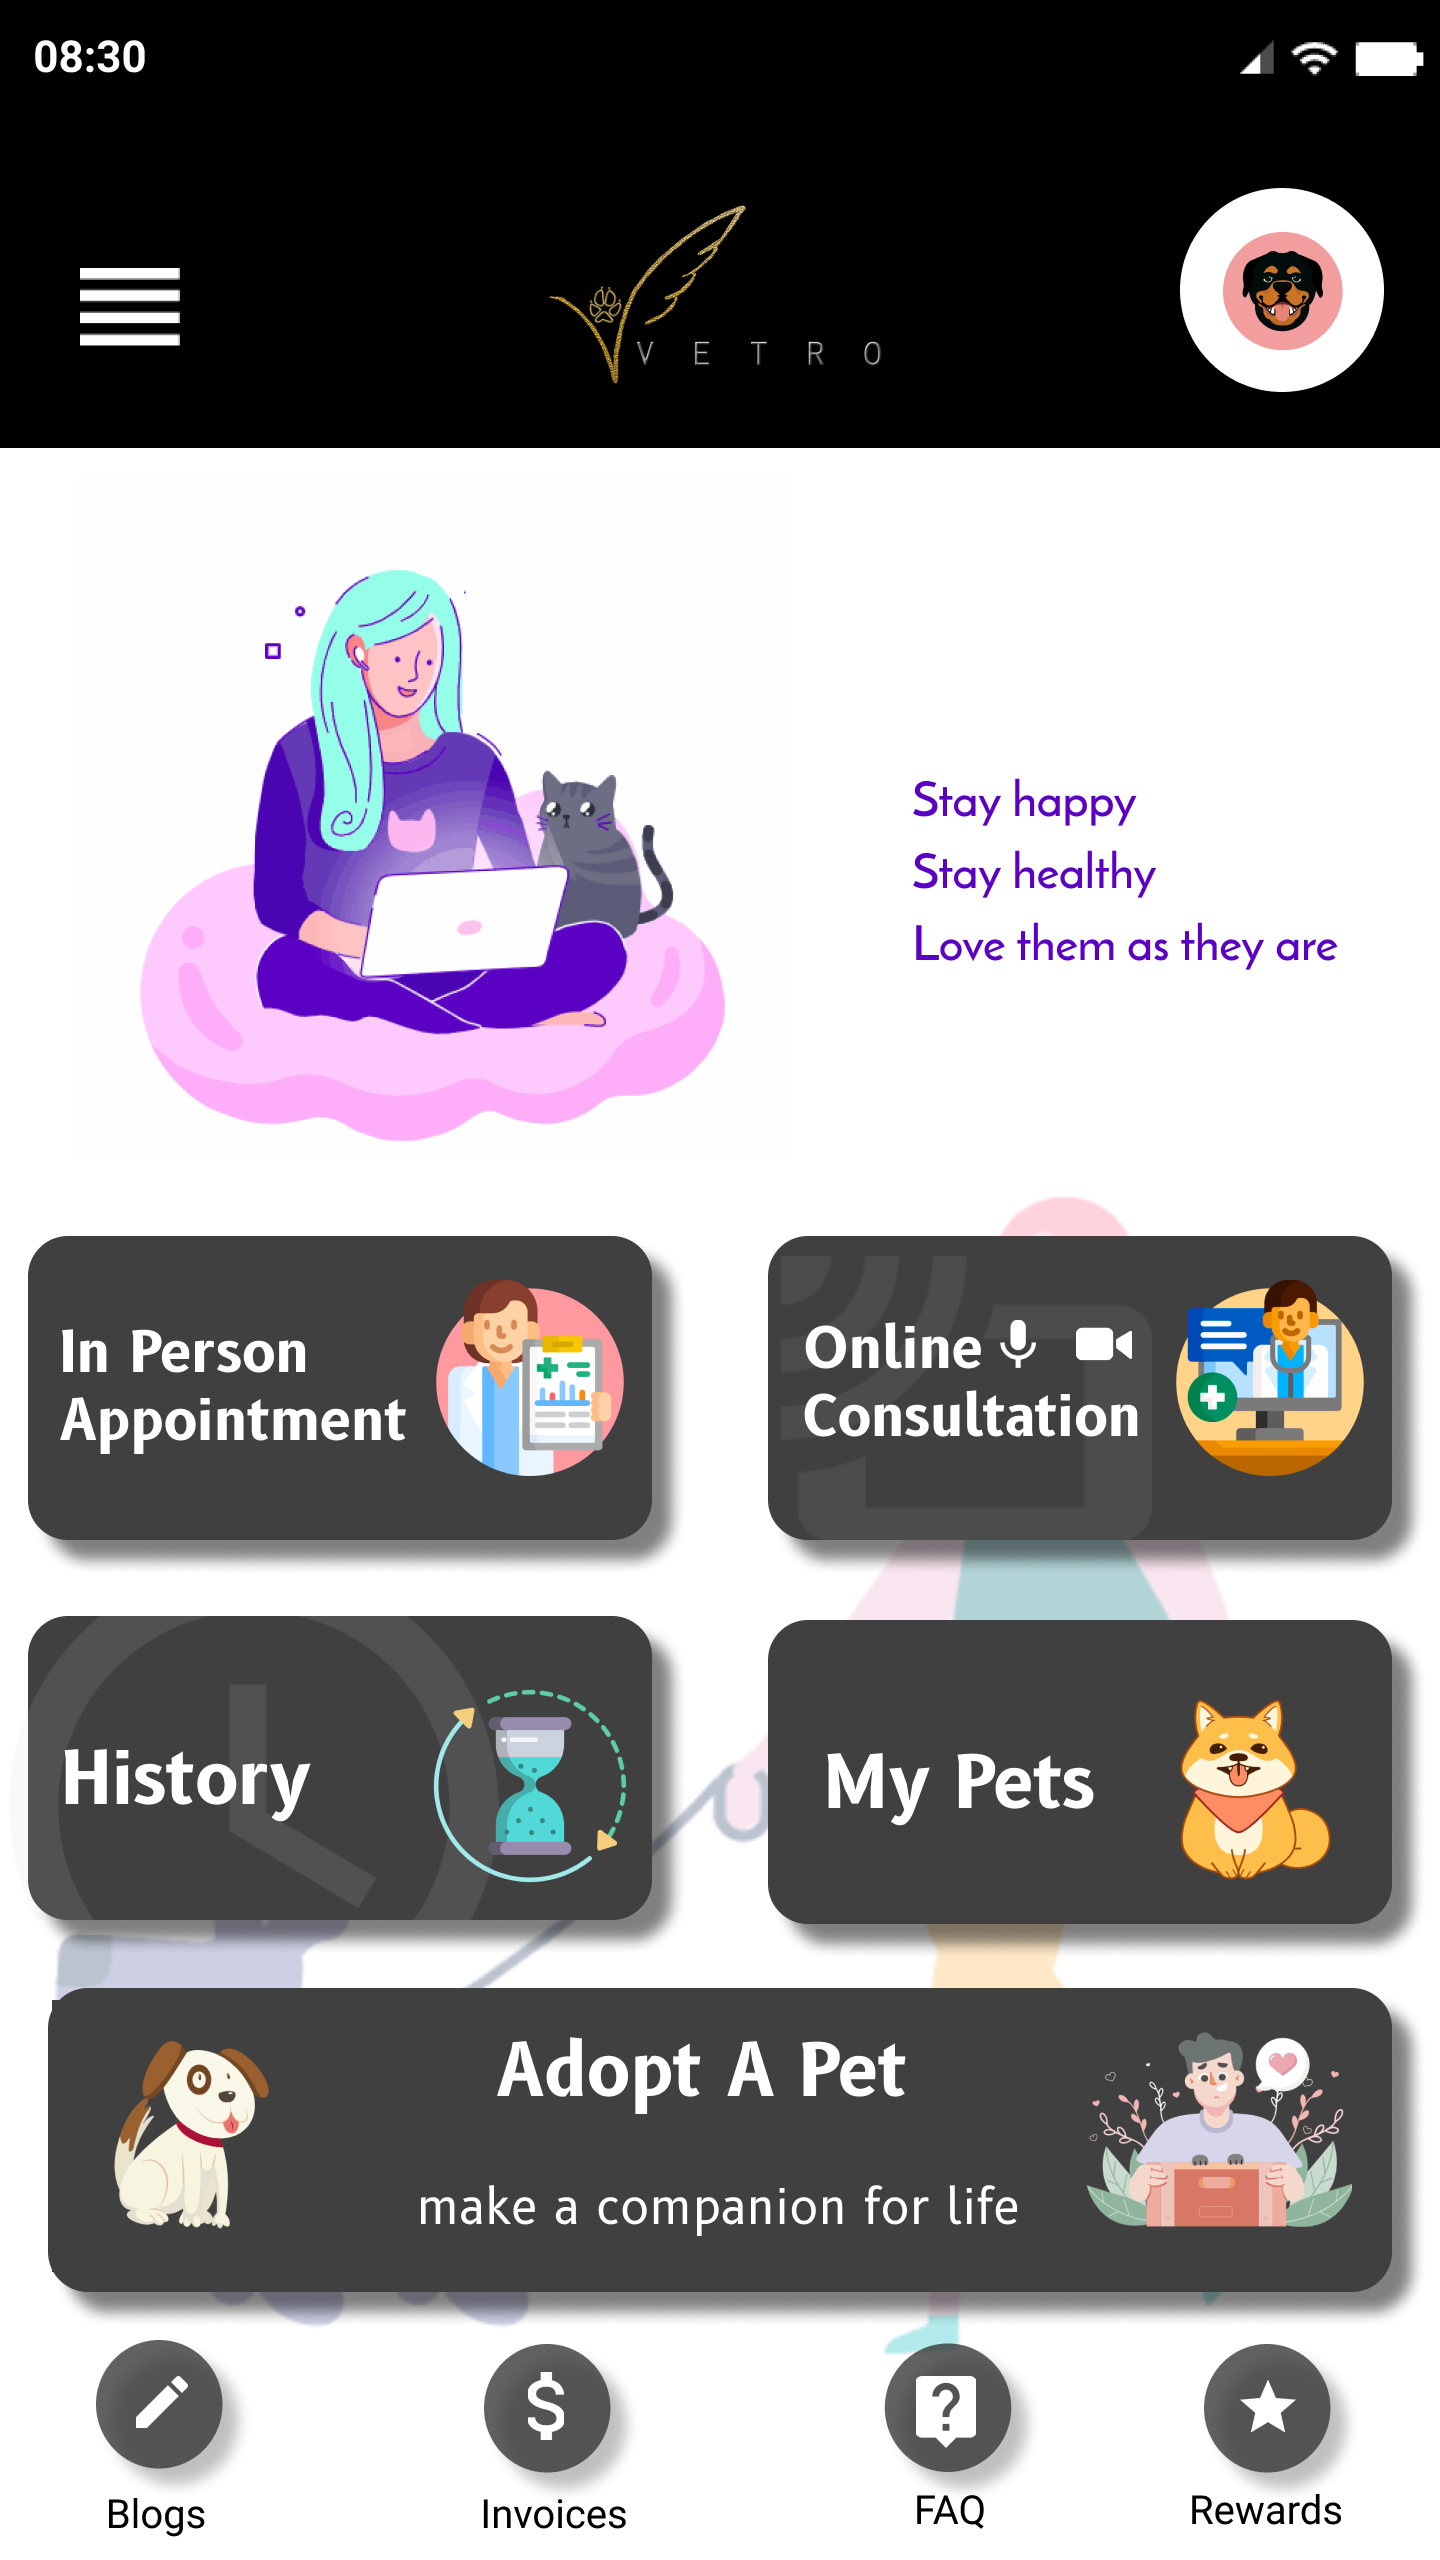 08:30
VETRO
Stay happy
Stay healthy
Love them as they are
In Person
Appointment
Online
Consultation
History
My Pets
Adopt A Pet
make a companion for life
Blogs
Invoices
FAQ
Rewards